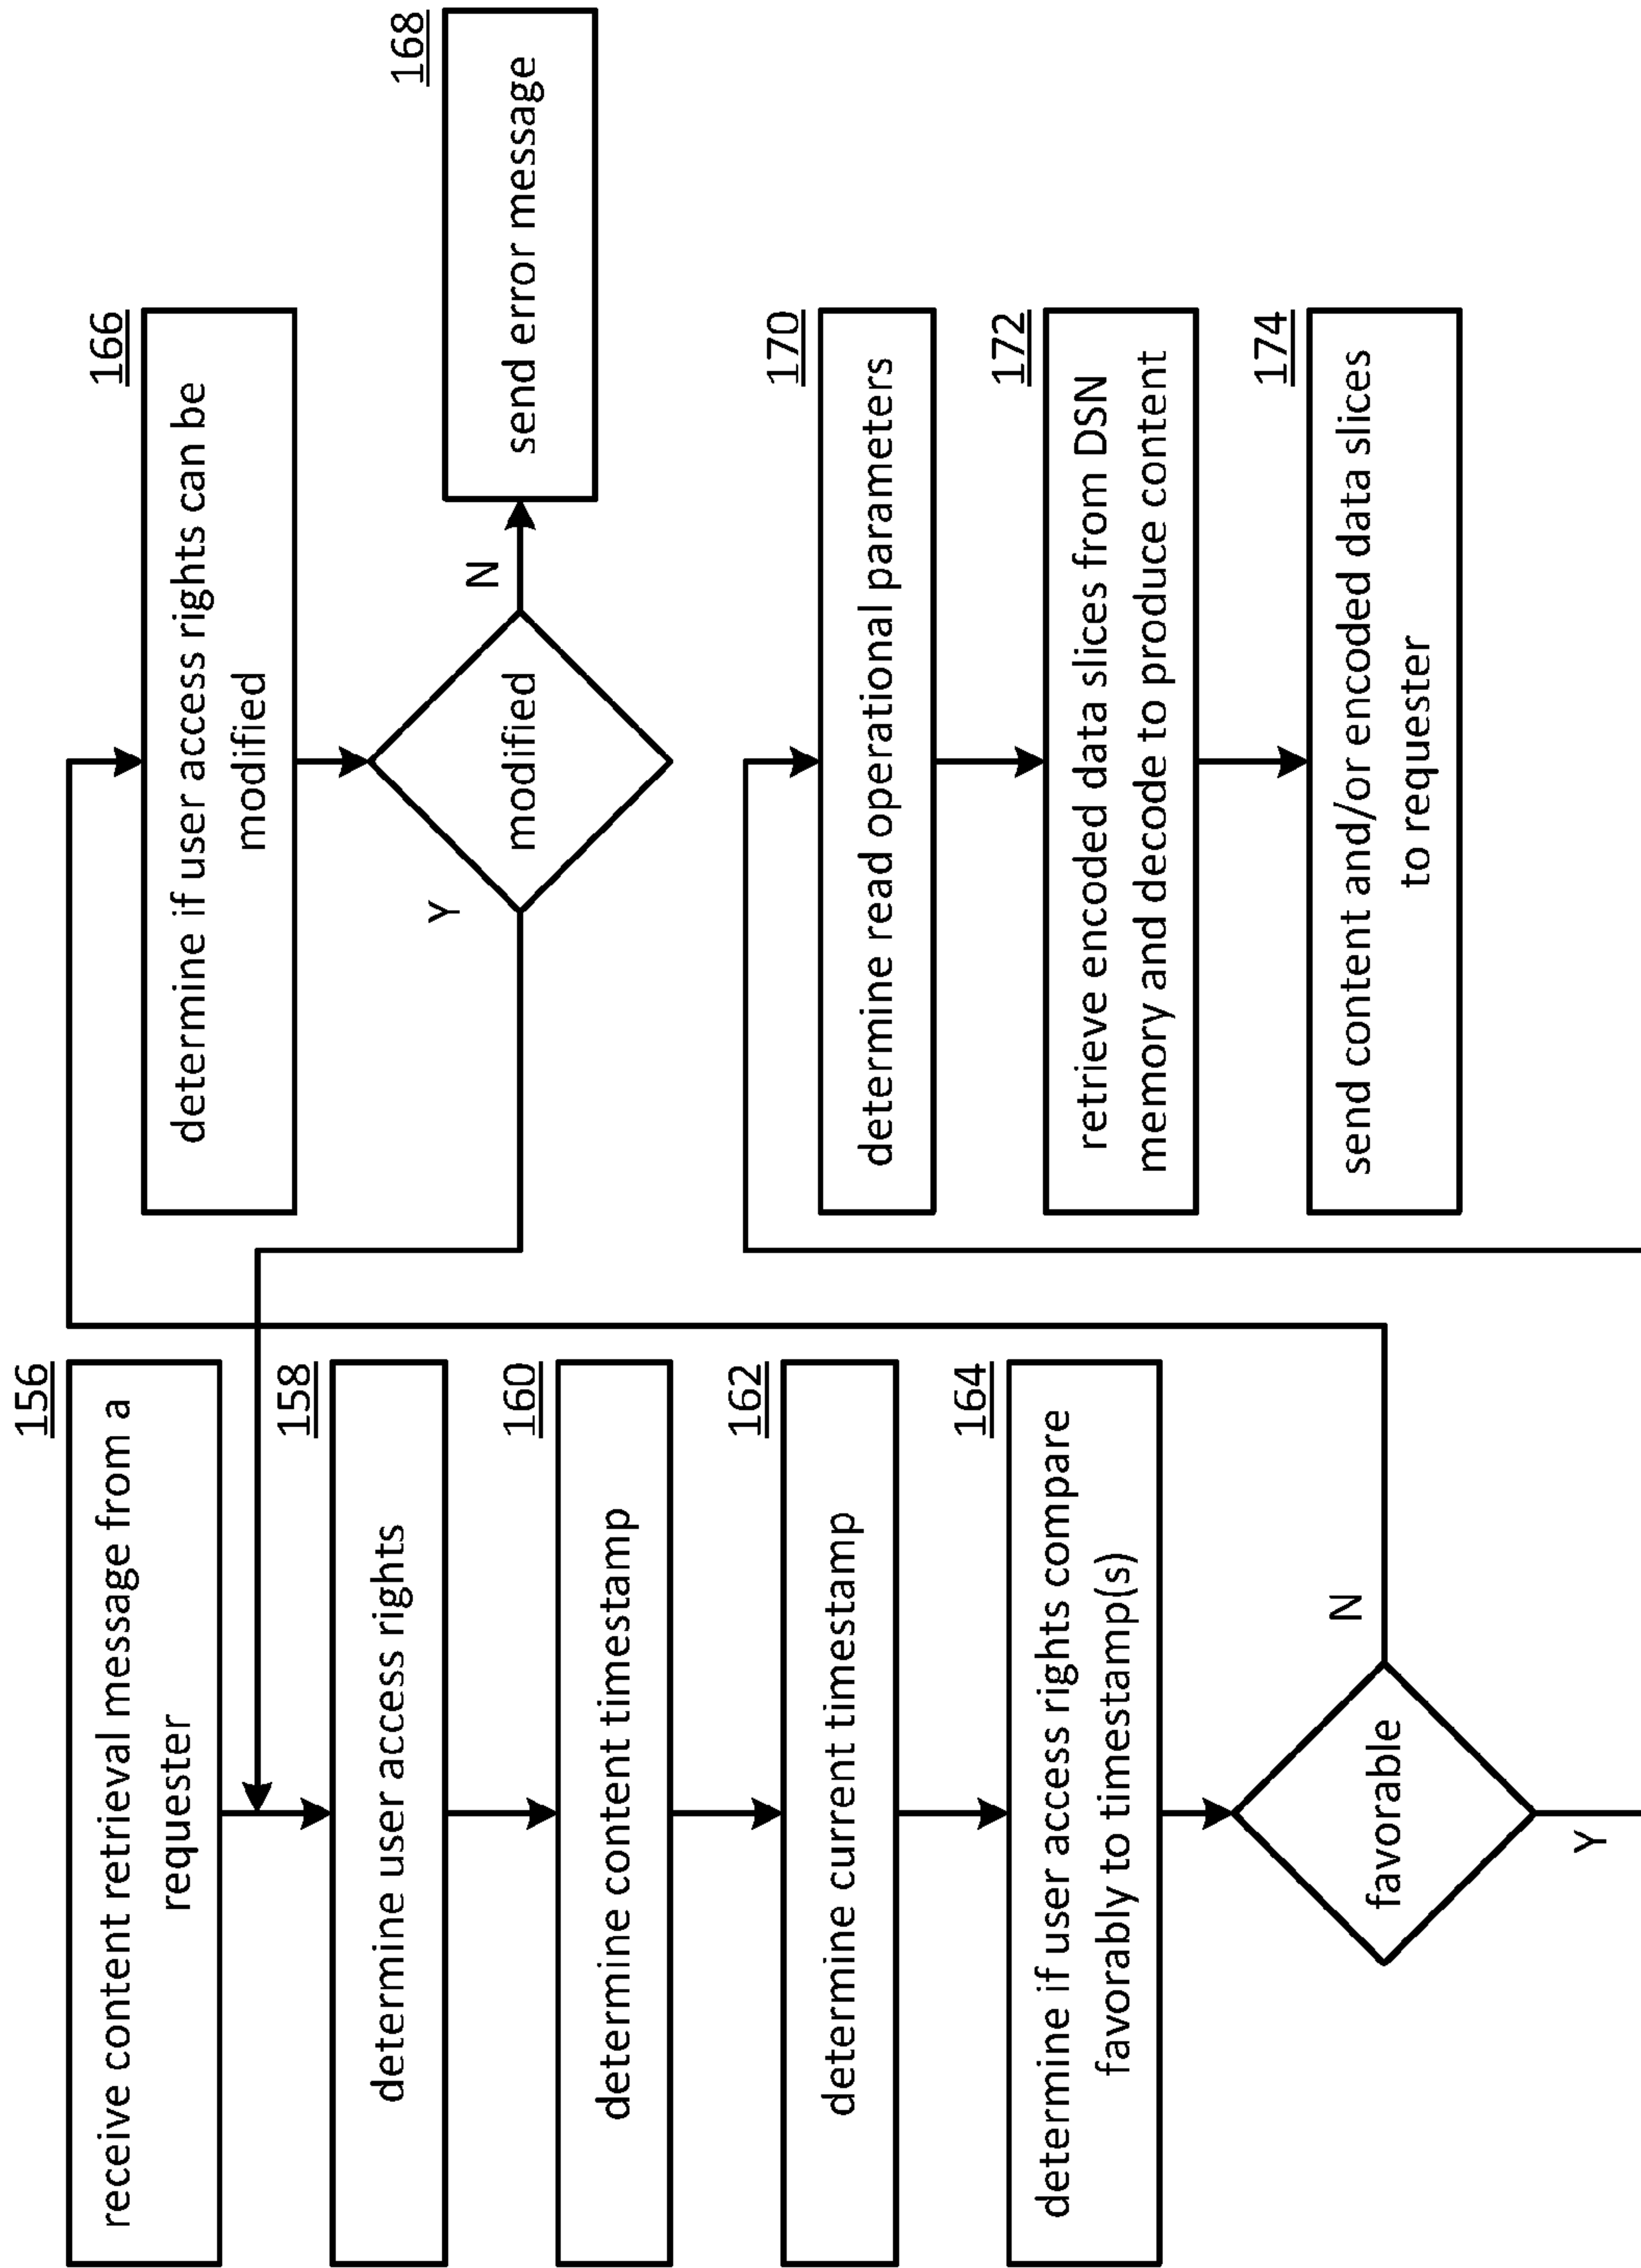 156
receive content retrieval message from a
requester
158
determine user access rights
160
determine content timestamp
162
determine current timestamp
164
determine if user access rights compare
favorably to timestamp(s)
favorable
N
Y
166
determine if user access rights can be
modified
modified
Y
N
168
send error message
170
determine read operational parameters
172
retrieve encoded data slices from DSN
memory and decode to produce content
174
send content and/or encoded data slices
to requester